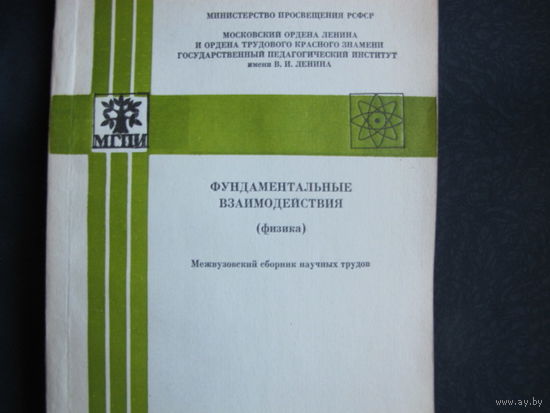 МИНИСТЕРСТВО ПРОСВЕЩЕНИЯ РСФСР
МОСКОВСКИЙ ОРДЕНА ЛЕНИНА
И ОРДЕНА ТРУДОВОГО КРАСНОГО ЗНАМЕНИ
ГОСУДАРСТВЕННЫЙ ПЕДАГОГИЧЕСКИЙ ИНСТИТУТ
имени В. И. ЛЕНИНА
МГПИ
ФУНДАМЕНТАЛЬНЫЕ
ВЗАИМОДЕЙСТВИЯ
(физика)
Межвузовский сборник научных трудов
© www.ay.by